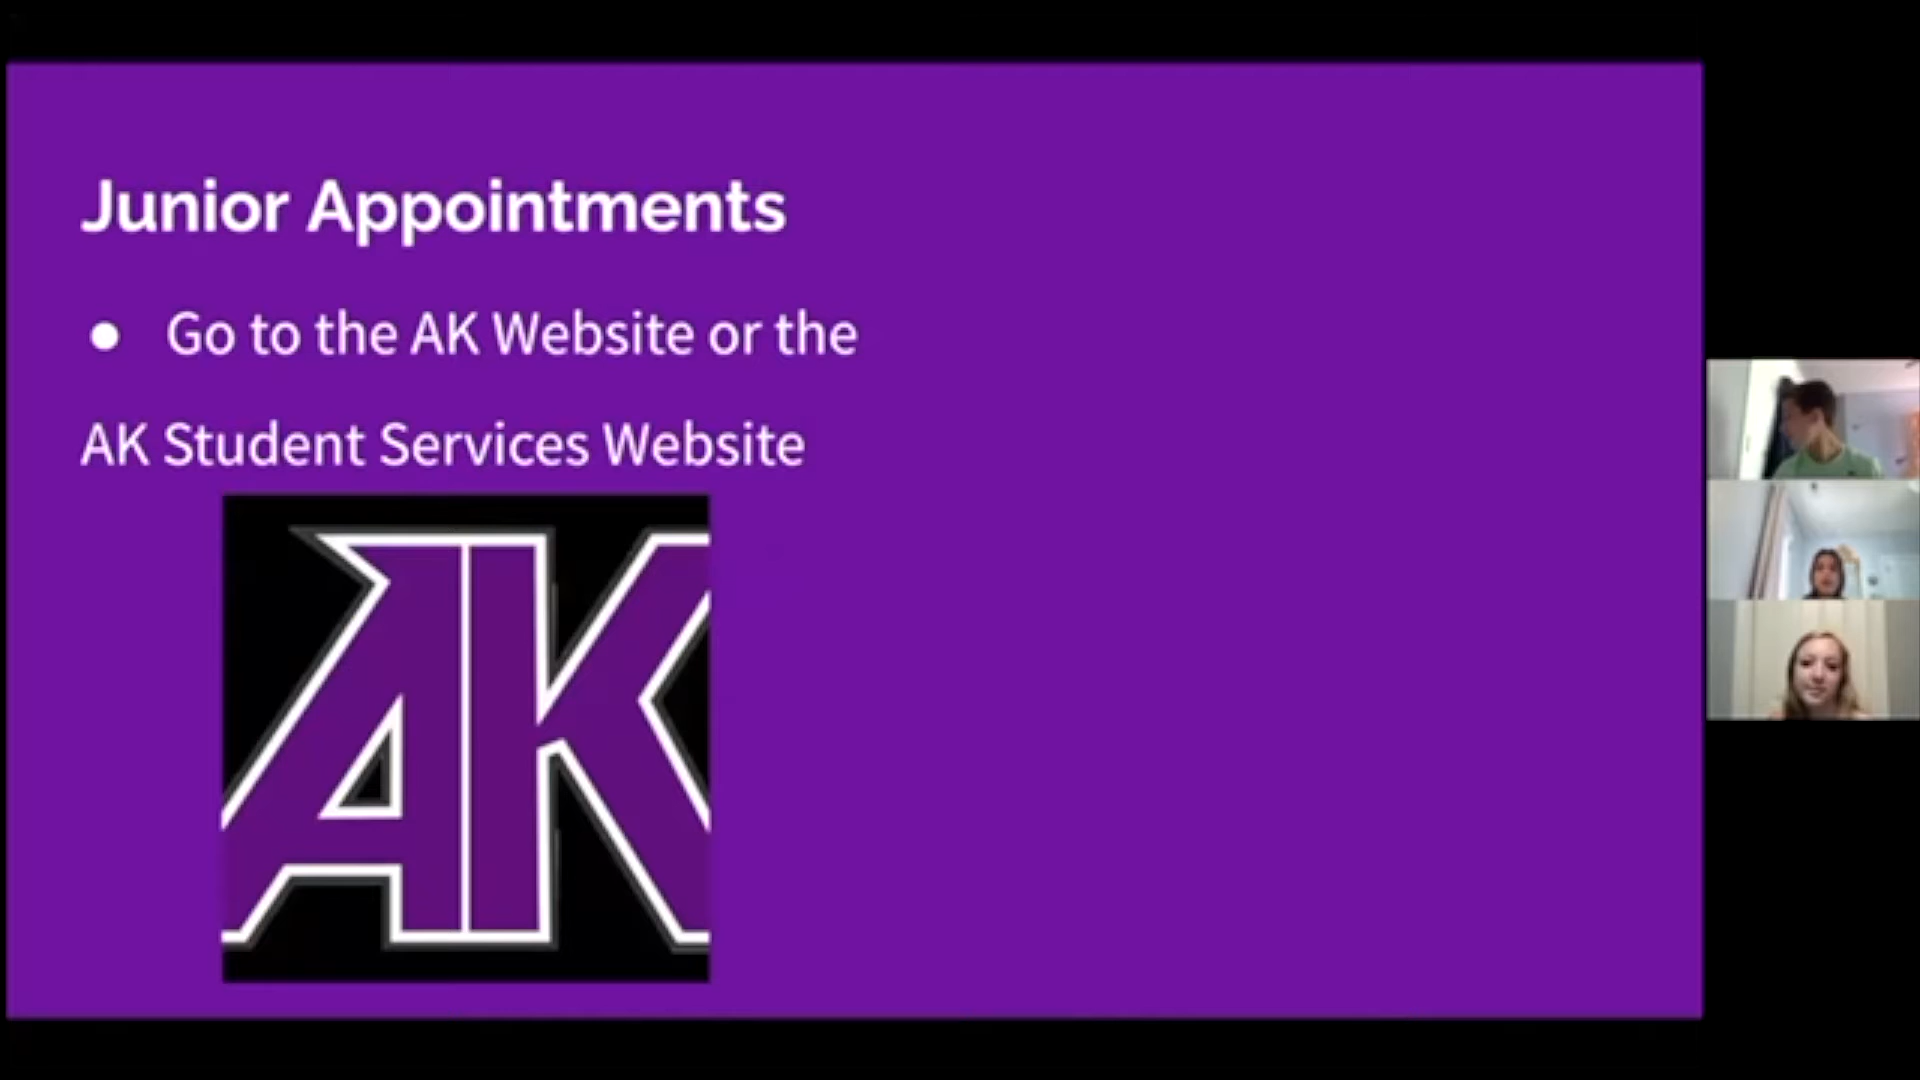 Junior Appointments
● Go to the AK Website or the
AK Student Services Website
AK